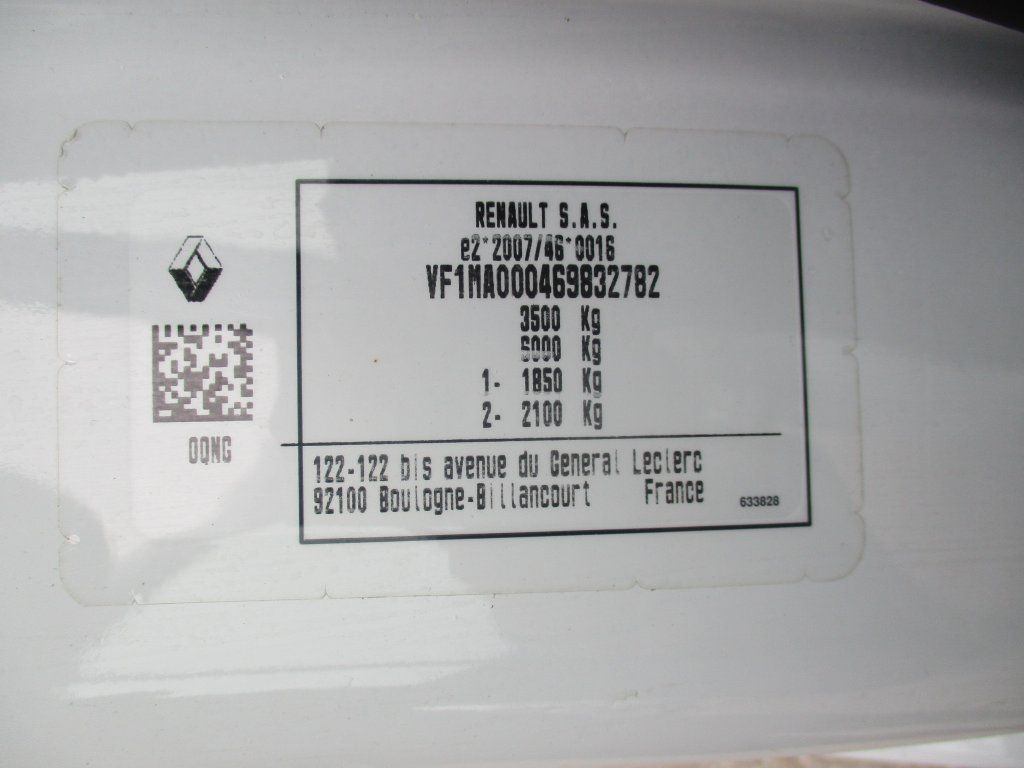 RENAULT S.A.S.
e2*2007/46*0016
VF1MA000469832782
3500 Kg
6000 Kg
1- 1850 Kg
2- 2100 Kg
OQNG
122-122 bis avenue du General Leclerc
92100 Boulogne-Billancourt France
633828